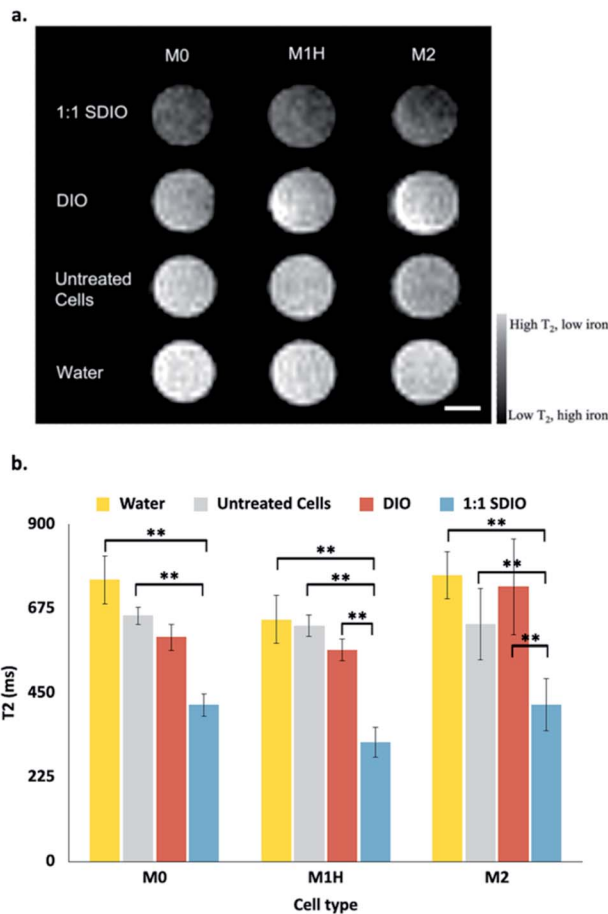 a.
M0 M1H M2
1:1 SDIO
DIO
Untreated
Cells
Water
High T₂, low iron
Low T₂, high iron
b.
Water Untreated Cells DIO 1:1 SDIO
900
675
450
225
0
T2 (ms)
** ** ** ** ** ** ** **
M0 M1H M2
Cell type